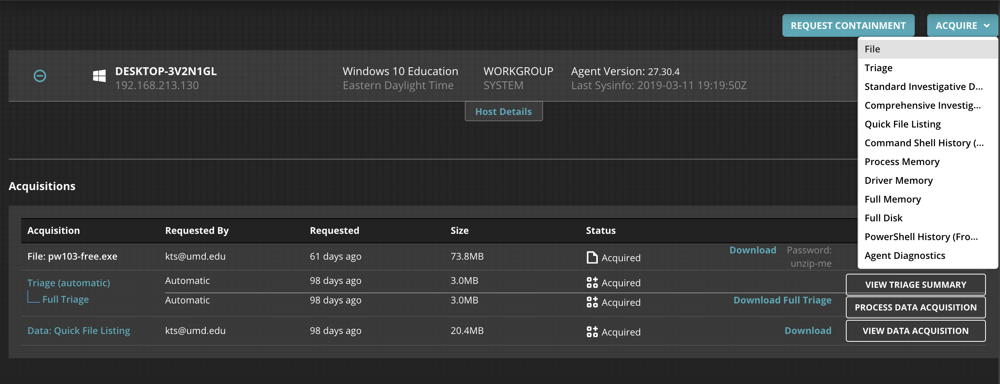 REQUEST CONTAINMENT
ACQUIRE
File
Triage
Standard Investigative D...
Comprehensive Investig...
Quick File Listing
Command Shell History (...
Process Memory
Driver Memory
Full Memory
Full Disk
PowerShell History (Fro...
Agent Diagnostics
DESKTOP-3V2N1GL
192.168.213.130
Windows 10 Education
Eastern Daylight Time
WORKGROUP
SYSTEM
Agent Version: 27.30.4
Last Sysinfo: 2019-03-11 19:19:50Z
Host Details
Acquisitions
Acquisition Requested By Requested Size Status
File: pw103-free.exe kts@umd.edu 61 days ago 73.8MB Acquired Download Password:
unzip-me
Triage (automatic) Automatic 98 days ago 3.0MB Acquired VIEW TRIAGE SUMMARY
Full Triage Automatic 98 days ago 3.0MB Acquired Download Full Triage PROCESS DATA ACQUISITION
Data: Quick File Listing kts@umd.edu 98 days ago 20.4MB Acquired Download VIEW DATA ACQUISITION